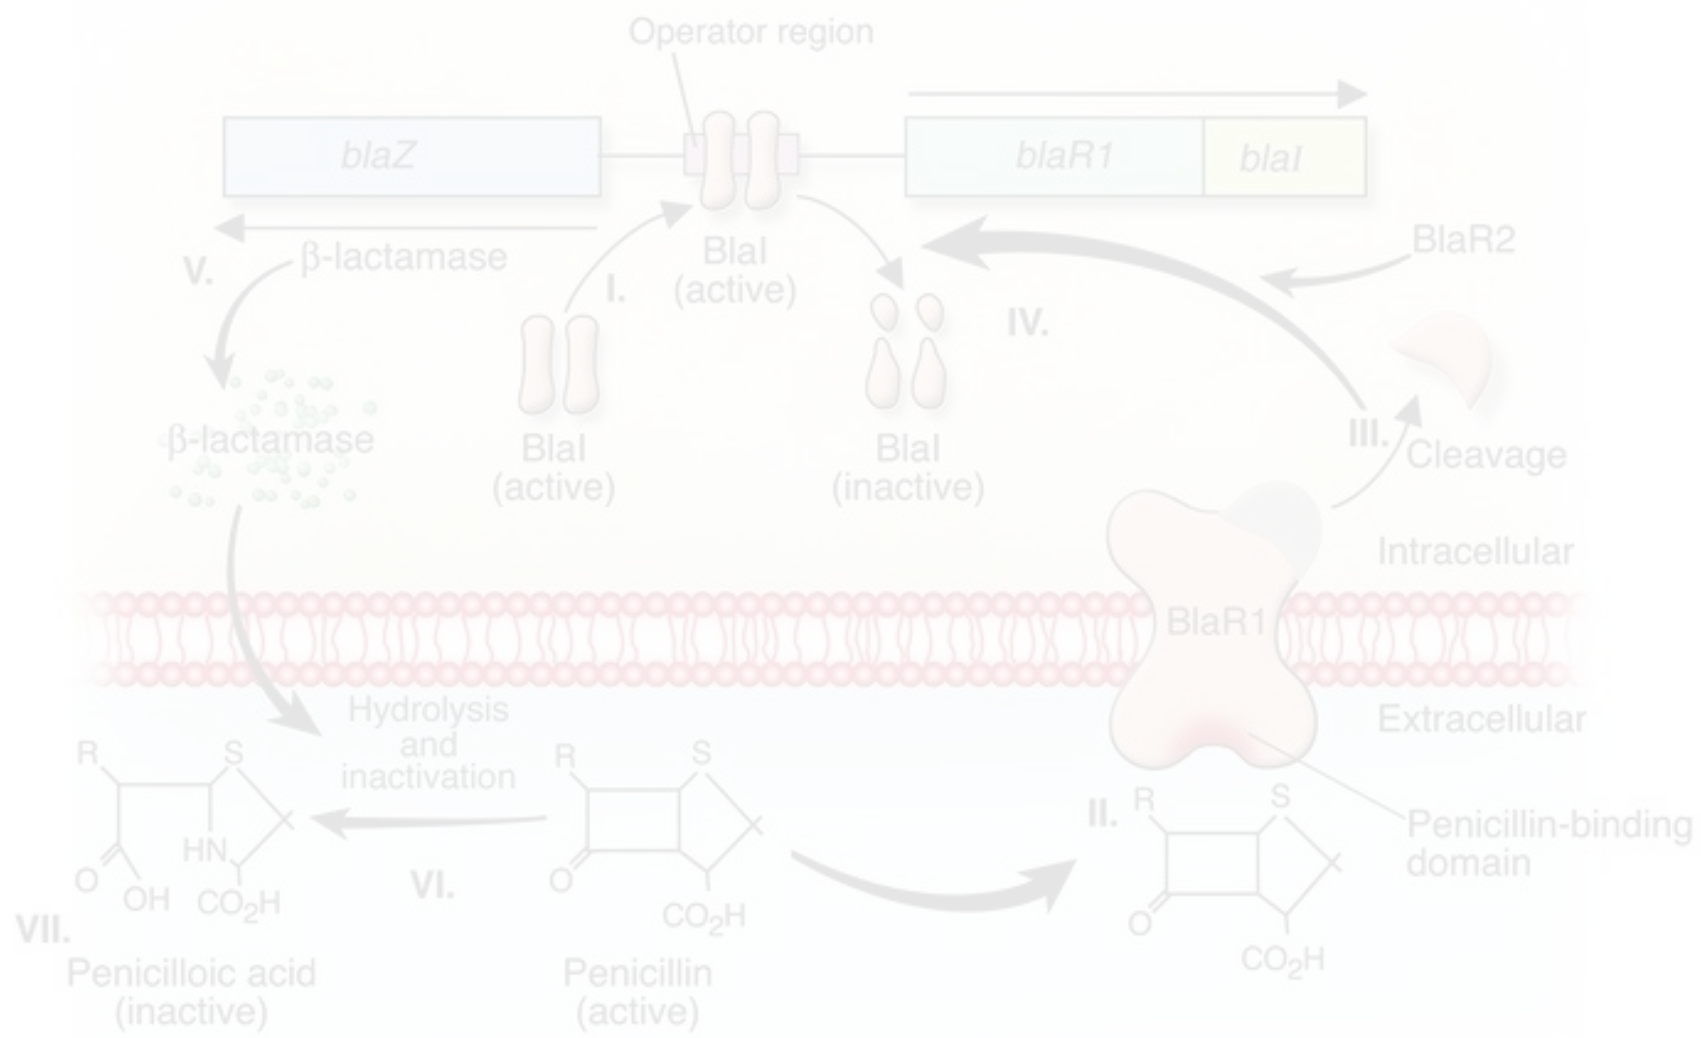 Operator region
blaZ
blaR1
blaI
BlaR2
V.
β-lactamase
I.
BlaI
(active)
IV.
β-lactamase
BlaI
(active)
BlaI
(inactive)
III.
Cleavage
Intracellular
BlaR1
Extracellular
Hydrolysis
and
inactivation
R
S
HN
O
OH
CO2H
VII.
Penicilloic acid
(inactive)
VI.
R
S
O
CO2H
Penicillin
(active)
II.
R
S
O
CO2H
Penicillin-binding
domain